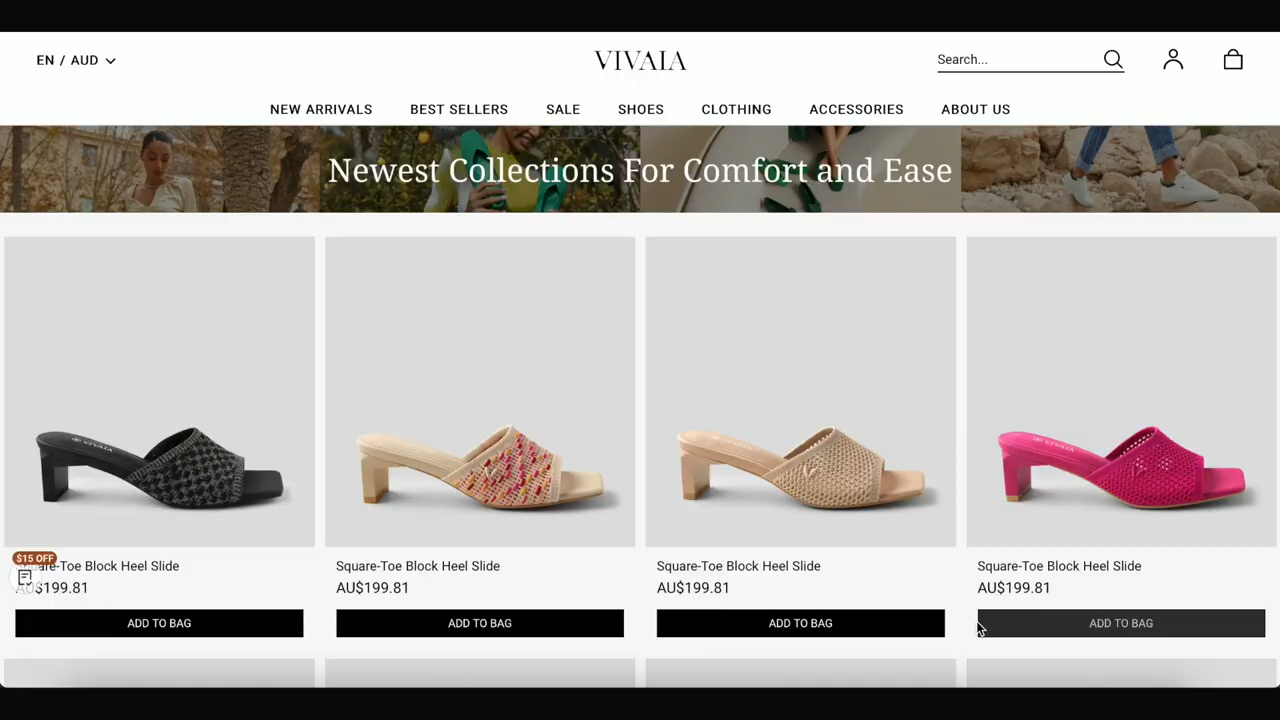 EN / AUD
VIVAIA
Search...
NEW ARRIVALS
BEST SELLERS
SALE
SHOES
CLOTHING
ACCESSORIES
ABOUT US
Newest Collections For Comfort and Ease
VIVAIA
$15 OFF
Square-Toe Block Heel Slide
AU$199.81
ADD TO BAG
Square-Toe Block Heel Slide
AU$199.81
ADD TO BAG
Square-Toe Block Heel Slide
AU$199.81
ADD TO BAG
Square-Toe Block Heel Slide
AU$199.81
ADD TO BAG